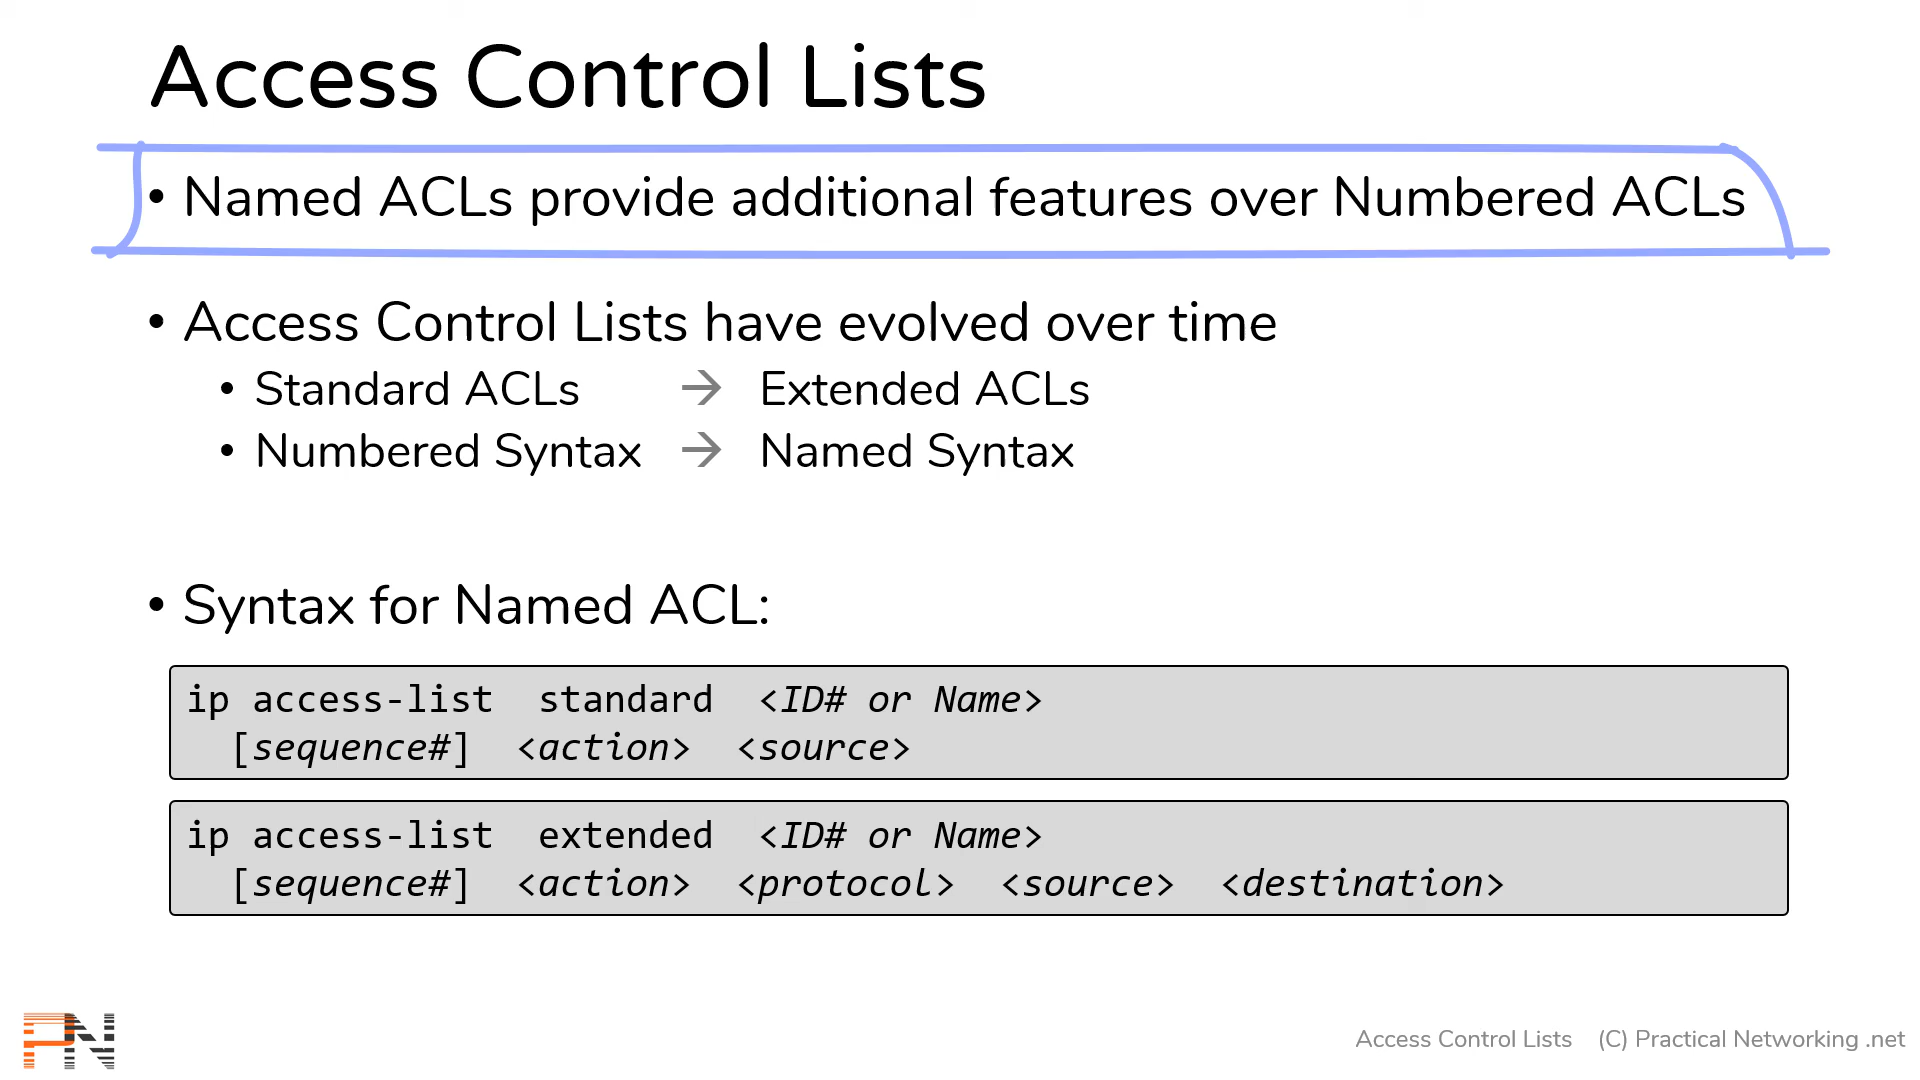 Access Control Lists
• Named ACLs provide additional features over Numbered ACLs
• Access Control Lists have evolved over time
• Standard ACLs → Extended ACLs
• Numbered Syntax → Named Syntax
• Syntax for Named ACL:
ip access-list standard <ID# or Name>
[sequence#] <action> <source>
ip access-list extended <ID# or Name>
[sequence#] <action> <protocol> <source> <destination>
PN
Access Control Lists (C) Practical Networking .net